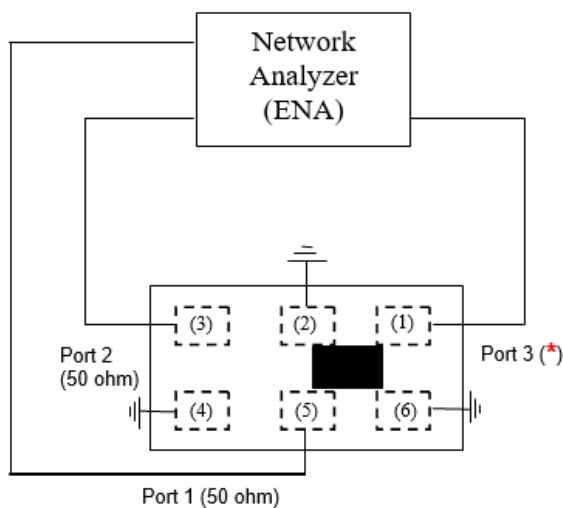 Network
Analyzer
(ENA)
(3)
(2)
(1)
Port 2
(50 ohm)
Port 3 (*)
(4)
(5)
(6)
Port 1 (50 ohm)